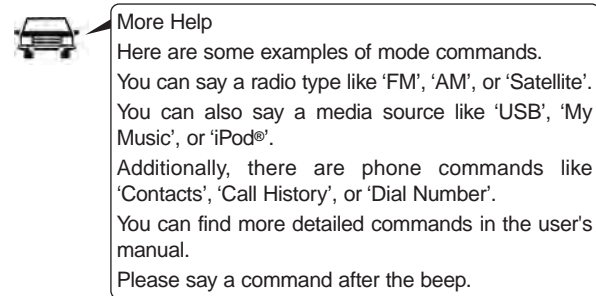 More Help
Here are some examples of mode commands.
You can say a radio type like ‘FM’, ‘AM’, or ‘Satellite’.
You can also say a media source like ‘USB’, ‘My
Music’, or ‘iPod®’.
Additionally, there are phone commands like
‘Contacts’, ‘Call History’, or ‘Dial Number’.
You can find more detailed commands in the user's
manual.
Please say a command after the beep.